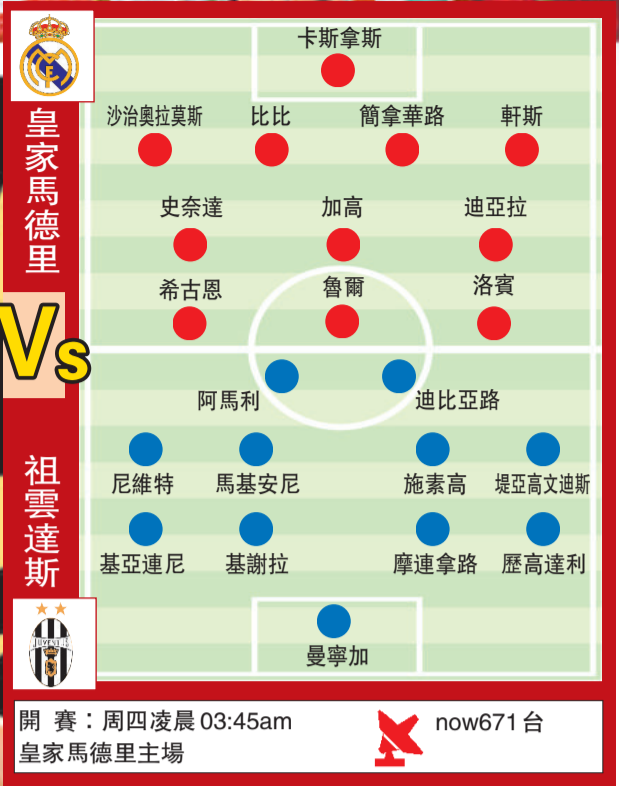 皇家馬德里
Vs
祖雲達斯
卡斯拿斯
沙治奧拉莫斯 比比 簡拿華路 軒斯
史奈達 加高 迪亞拉
希古恩 魯爾 洛賓
阿馬利 迪比亞路
尼維特 馬基安尼 施素高 堤亞高文迪斯
基亞連尼 基謝拉 摩連拿路 歷高達利
曼寧加
JUVENTUS
開 賽：周四凌晨03:45am
皇家馬德里主場
now671台